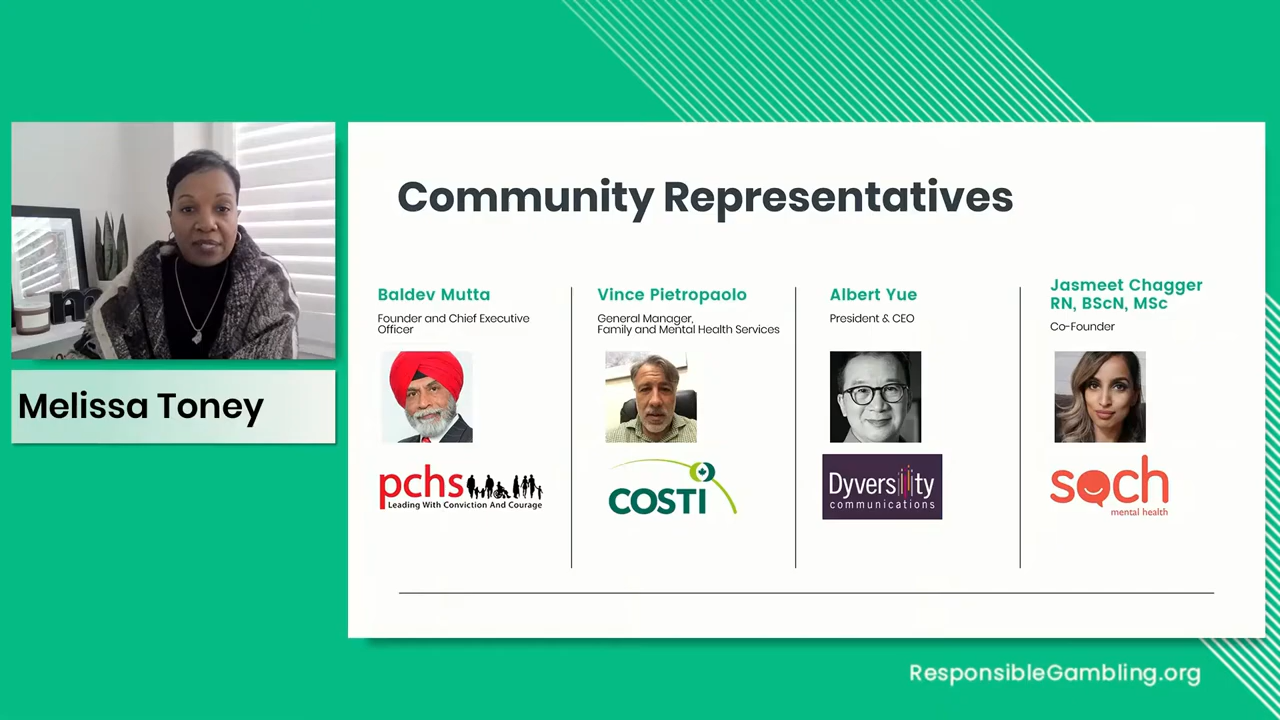 Community Representatives
Melissa Toney
Baldev Mutta
Founder and Chief Executive
Officer
pchs
Leading With Conviction And Courage
Vince Pietropaolo
General Manager,
Family and Mental Health Services
COSTI
Albert Yue
President & CEO
Dyversity
communications
Jasmeet Chagger
RN, BScN, MSc
Co-Founder
soch
mental health
ResponsibleGambling.org